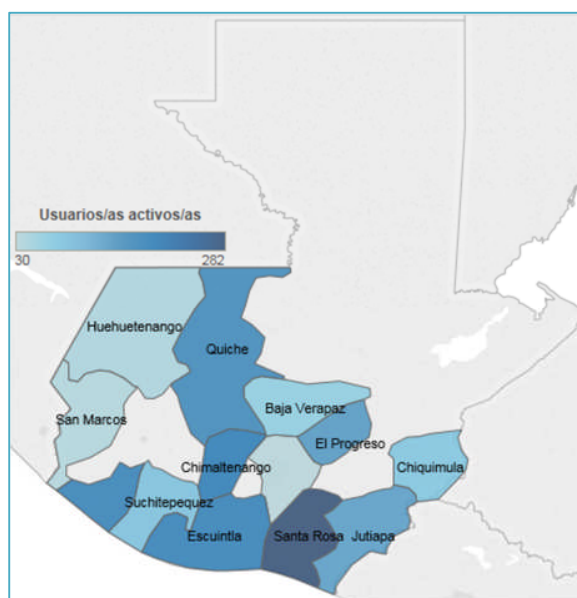 Usuarios/as activos/as
30 282
Huehuetenango
Quiche
San Marcos
Baja Verapaz
El Progreso
Chimaltenango
Chiquimula
Suchitepequez
Escuintla
Santa Rosa
Jutiapa